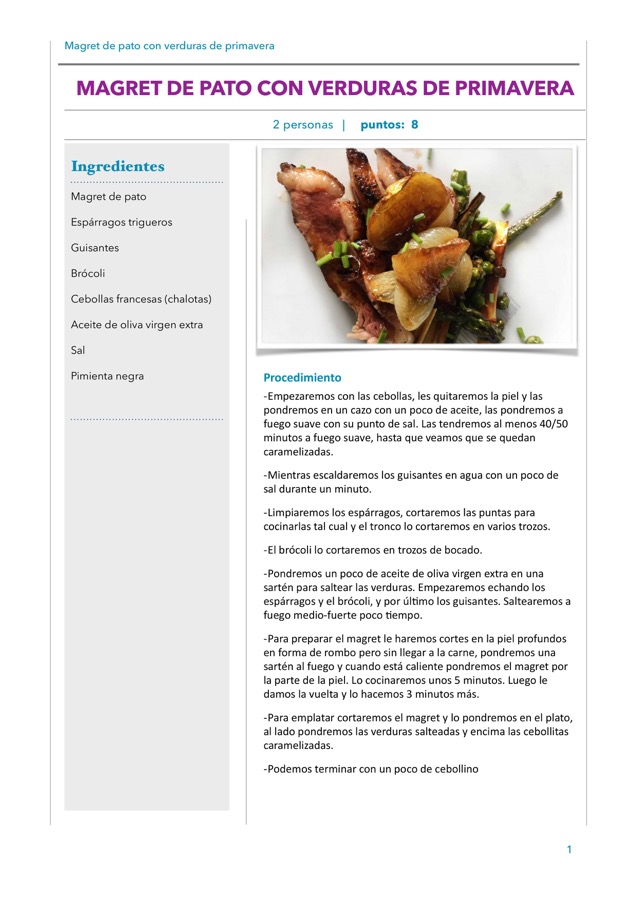 Magret de pato con verduras de primavera
MAGRET DE PATO CON VERDURAS DE PRIMAVERA
2 personas | puntos: 8
Ingredientes
Magret de pato
Espárragos trigueros
Guisantes
Brócoli
Cebollas francesas (chalotas)
Aceite de oliva virgen extra
Sal
Pimienta negra
Procedimiento
-Empezaremos con las cebollas, les quitaremos la piel y las
pondremos en un cazo con un poco de aceite, las pondremos a
fuego suave con su punto de sal. Las tendremos al menos 40/50
minutos a fuego suave, hasta que veamos que se quedan
caramelizadas.
-Mientras escaldaremos los guisantes en agua con un poco de
sal durante un minuto.
-Limpiaremos los espárragos, cortaremos las puntas para
cocinarlas tal cual y el tronco lo cortaremos en varios trozos.
-El brócoli lo cortaremos en trozos de bocado.
-Pondremos un poco de aceite de oliva virgen extra en una
sartén para saltear las verduras. Empezaremos echando los
espárragos y el brócoli, y por último los guisantes. Saltearemos a
fuego medio-fuerte poco tiempo.
-Para preparar el magret le haremos cortes en la piel profundos
en forma de rombo pero sin llegar a la carne, pondremos una
sartén al fuego y cuando está caliente pondremos el magret por
la parte de la piel. Lo cocinaremos unos 5 minutos. Luego le
damos la vuelta y lo hacemos 3 minutos más.
-Para emplatar cortaremos el magret y lo pondremos en el plato,
al lado pondremos las verduras salteadas y encima las cebollitas
caramelizadas.
-Podemos terminar con un poco de cebollino
1